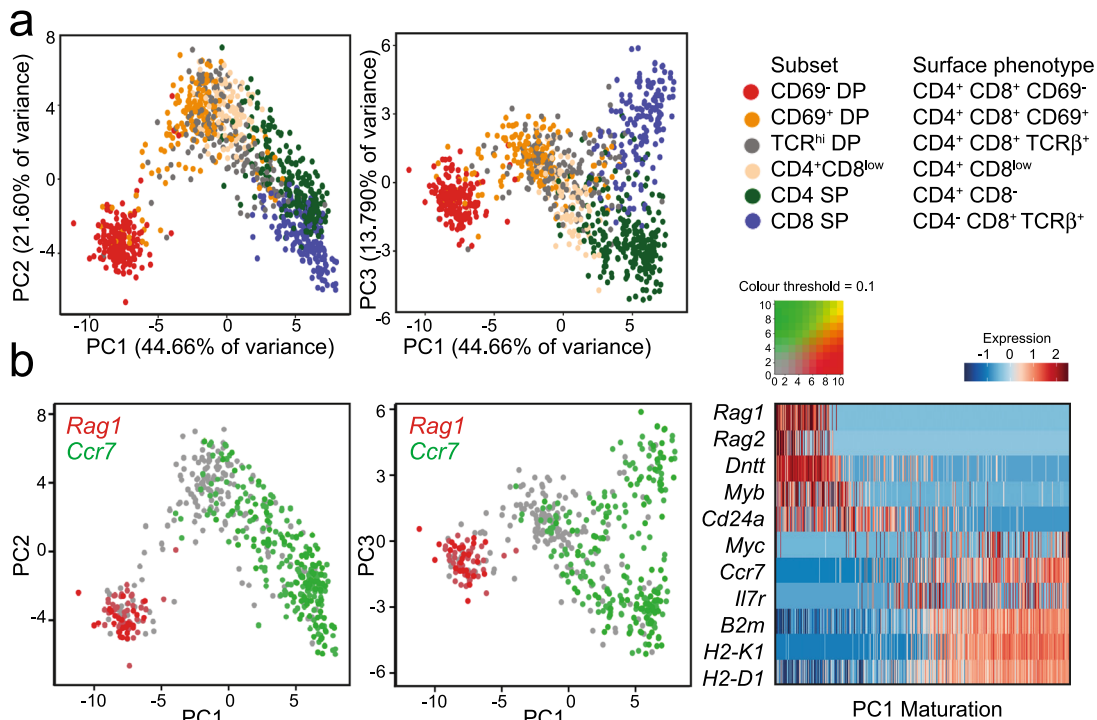 a
PC2 (21.60% of variance)
8
4
0
-4
-10
-5
0
5
PC1 (44.66% of variance)
PC3 (13.790% of variance)
6
3
0
-3
-6
-10
-5
0
5
PC1 (44.66% of variance)
Subset Surface phenotype
CD69⁻ DP CD4⁺ CD8⁺ CD69⁻
CD69⁺ DP CD4⁺ CD8⁺ CD69⁺
TCRʰⁱ DP CD4⁺ CD8⁺ TCRβ⁺
CD4⁺CD8ˡᵒʷ CD4⁺ CD8ˡᵒʷ
CD4 SP CD4⁺ CD8⁻
CD8 SP CD4⁻ CD8⁺ TCRβ⁺
Colour threshold = 0.1
10
8
6
4
2
0
0 2 4 6 8 10
Expression
-1 0 1 2
b
PC2
8
4
0
-4
Rag1
Ccr7
-10
-5
0
5
PC1
PC3
6
3
0
-3
-6
Rag1
Ccr7
-10
-5
0
5
PC1
Rag1
Rag2
Dntt
Myb
Cd24a
Myc
Ccr7
Il7r
B2m
H2-K1
H2-D1
PC1 Maturation